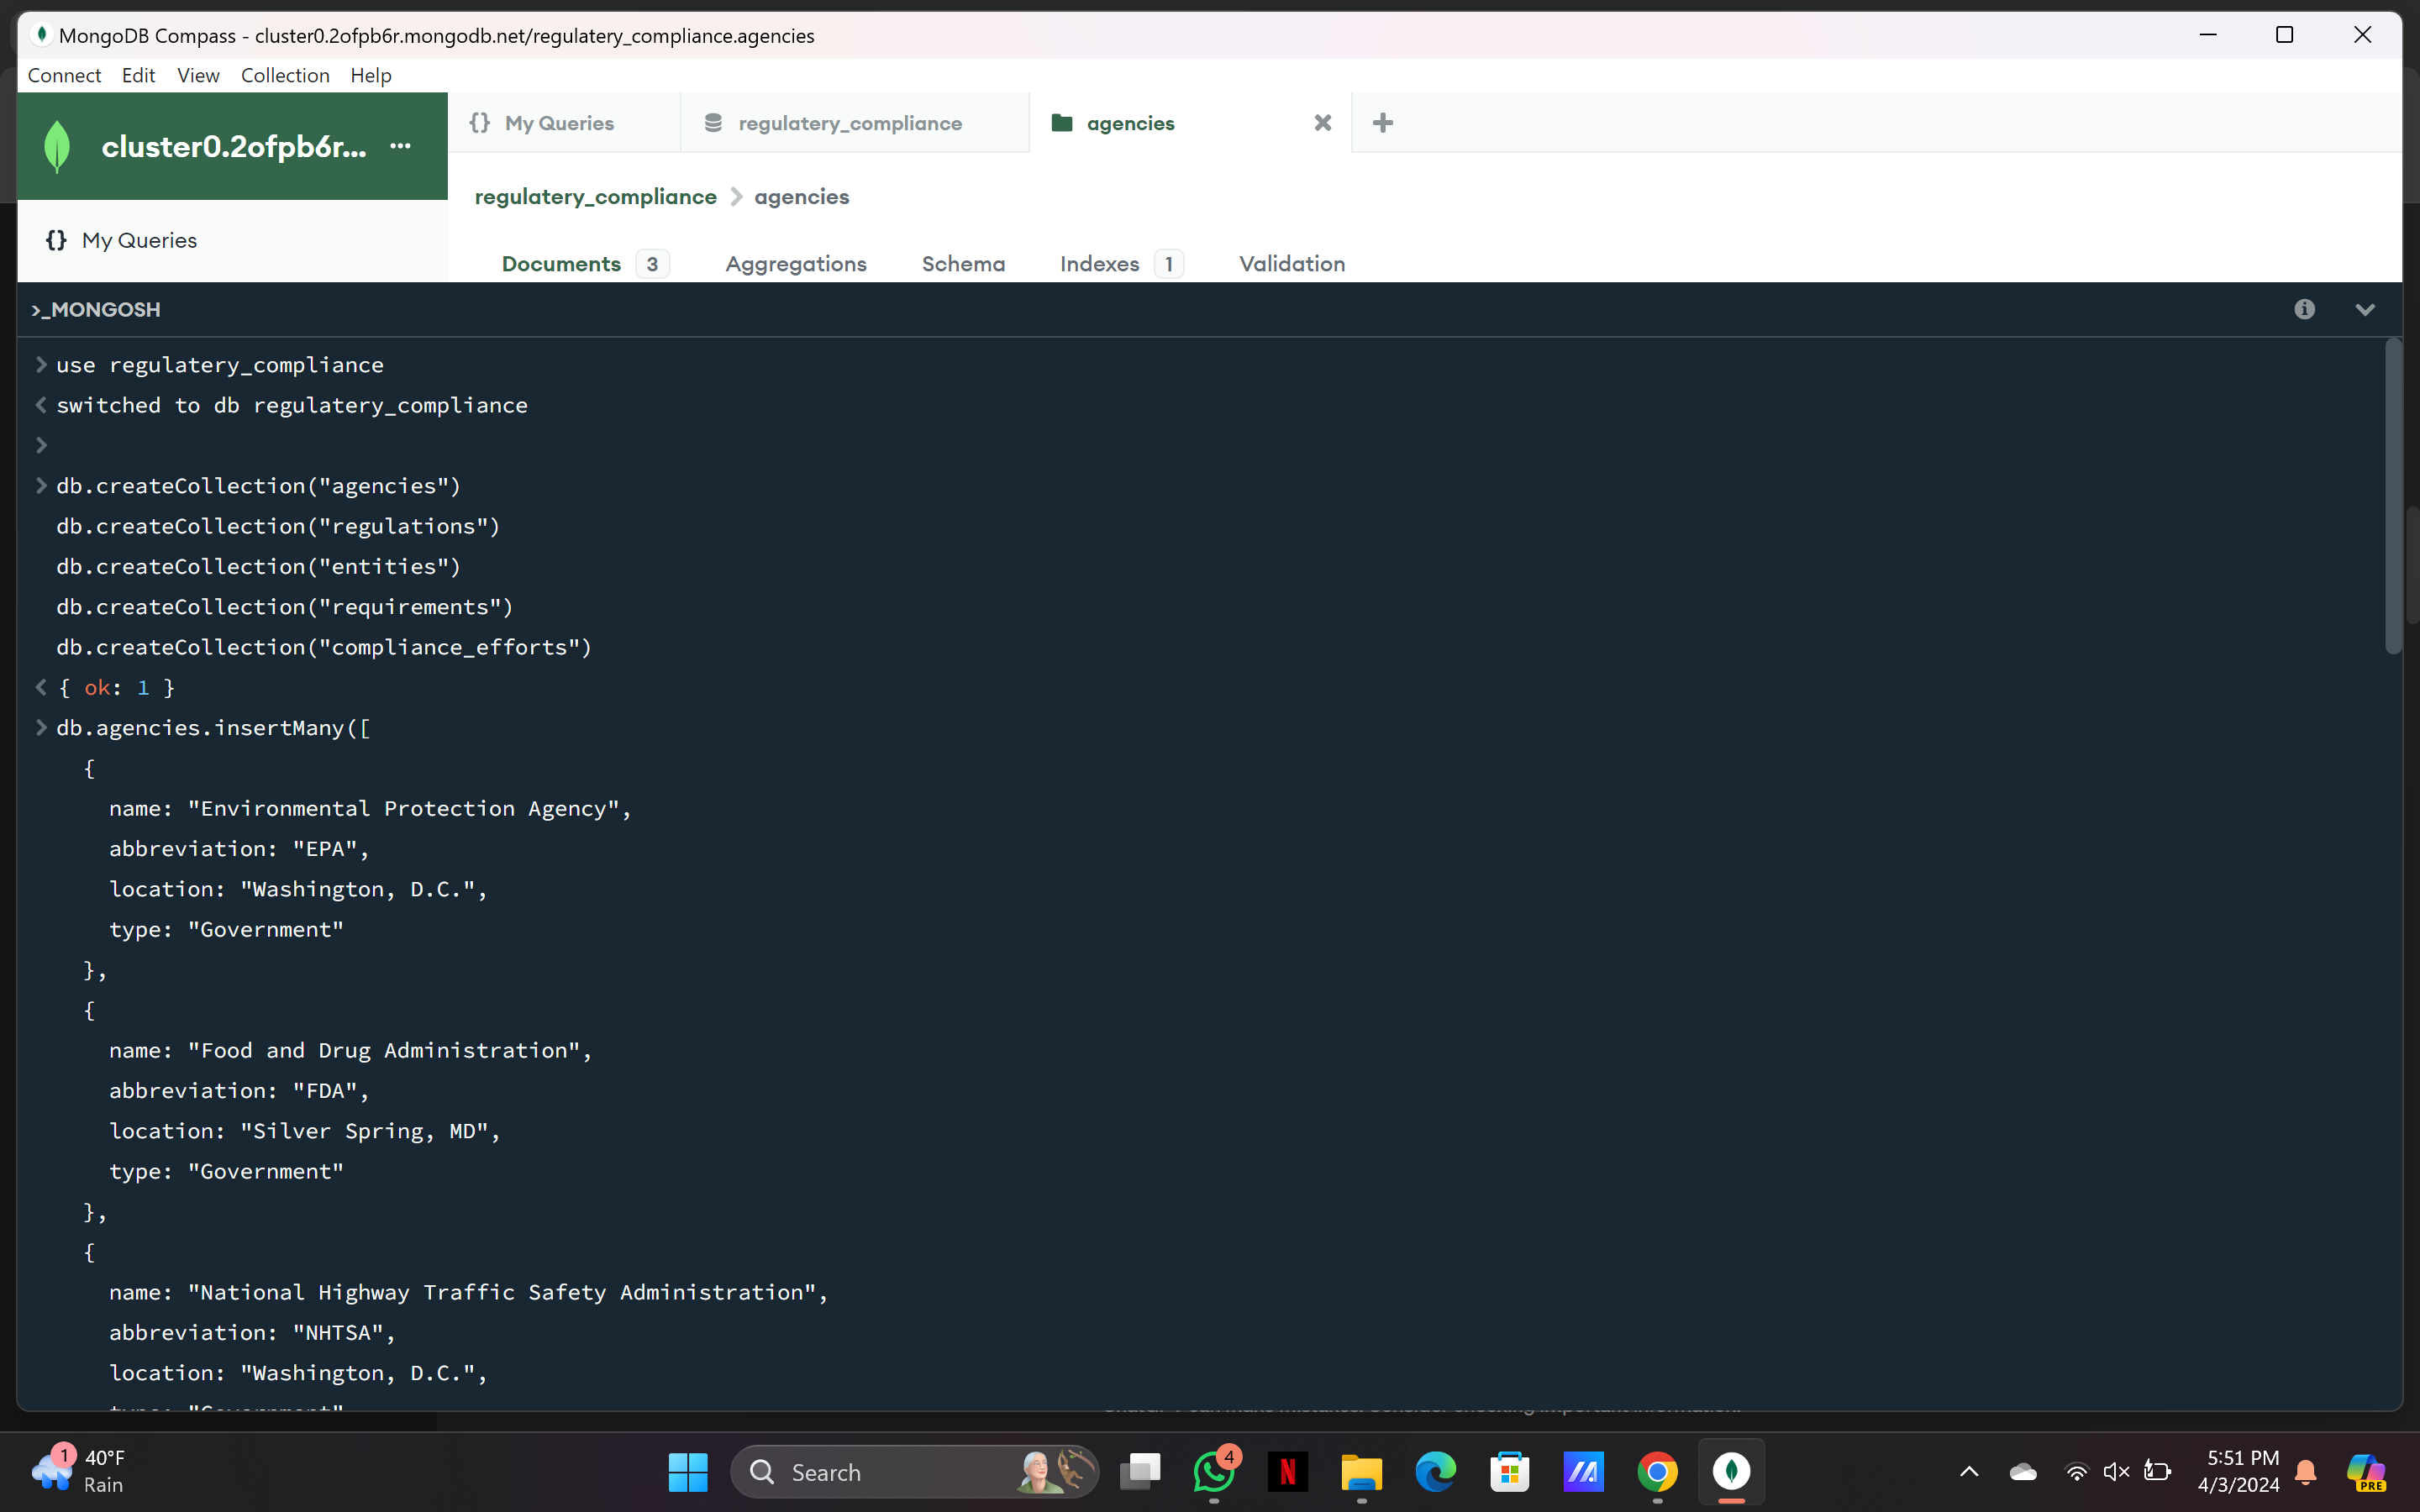 MongoDB Compass - cluster0.2ofpb6r.mongodb.net/regulatery_compliance.agencies
Connect Edit View Collection Help
cluster0.2ofpb6r... ...
{} My Queries
regulatery_compliance
agencies
regulatery_compliance > agencies
{} My Queries
Documents 3 Aggregations Schema Indexes 1 Validation
>_MONGOSH
> use regulatery_compliance
< switched to db regulatery_compliance
>
> db.createCollection("agencies")
db.createCollection("regulations")
db.createCollection("entities")
db.createCollection("requirements")
db.createCollection("compliance_efforts")
< { ok: 1 }
> db.agencies.insertMany([
{
name: "Environmental Protection Agency",
abbreviation: "EPA",
location: "Washington, D.C.",
type: "Government"
},
{
name: "Food and Drug Administration",
abbreviation: "FDA",
location: "Silver Spring, MD",
type: "Government"
},
{
name: "National Highway Traffic Safety Administration",
abbreviation: "NHTSA",
location: "Washington, D.C.",
type: "Government"
1
40°F
Rain
Search
4
N
5:51 PM
4/3/2024
PRE